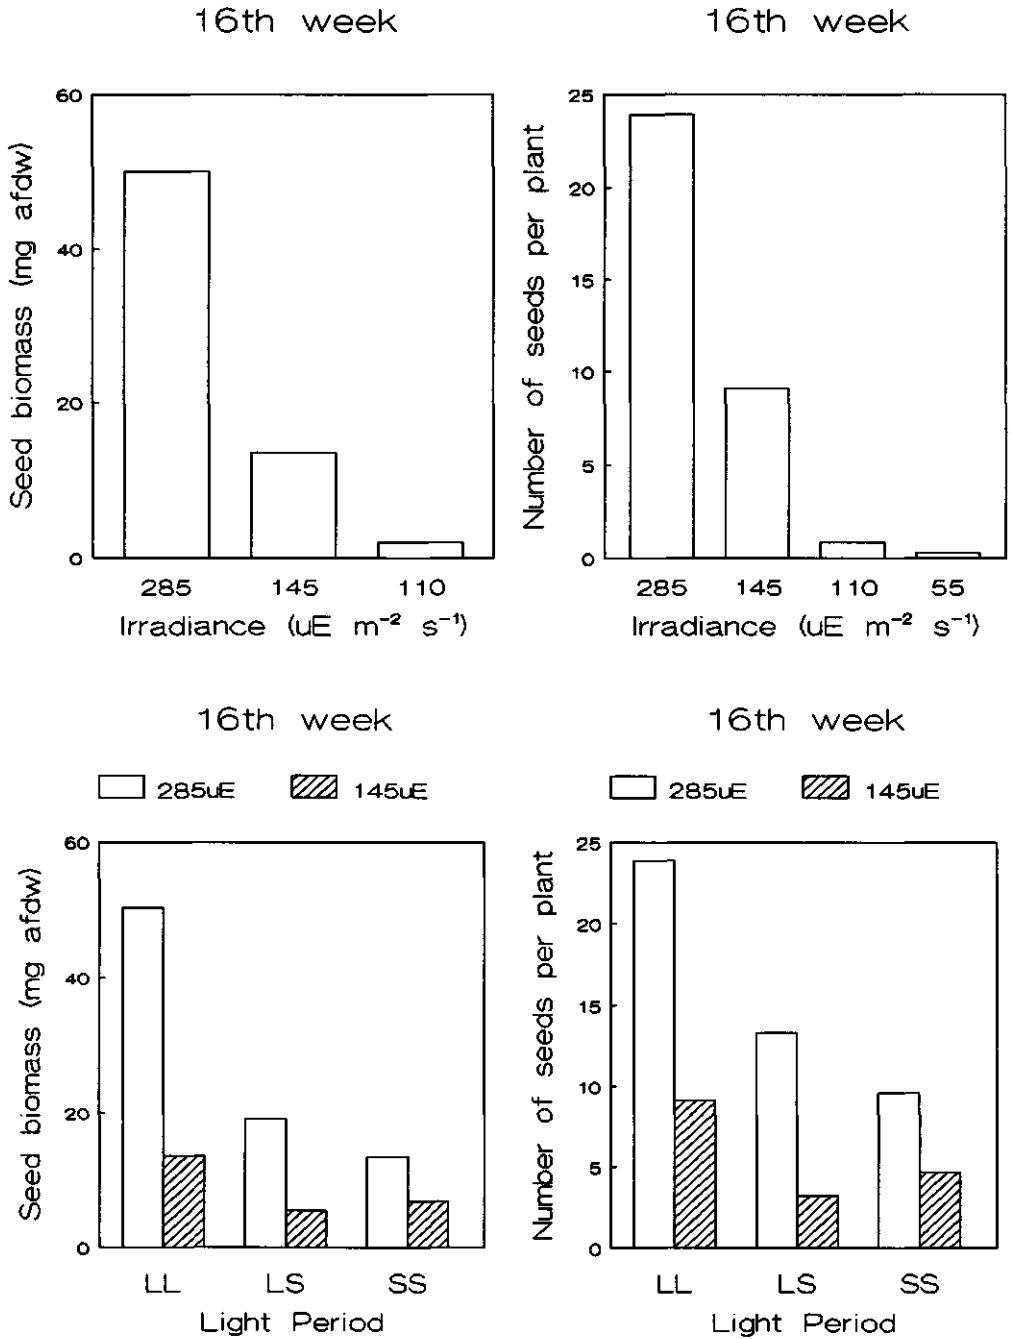 16th week
Seed biomass (mg afdw)
60
40
20
0
285 145 110
Irradiance (uE m⁻² s⁻¹)
16th week
Number of seeds per plant
25
20
15
10
5
0
285 145 110 55
Irradiance (uE m⁻² s⁻¹)
16th week
285uE 145uE
Seed biomass (mg afdw)
60
40
20
0
LL LS SS
Light Period
16th week
285uE 145uE
Number of seeds per plant
25
20
15
10
5
0
LL LS SS
Light Period